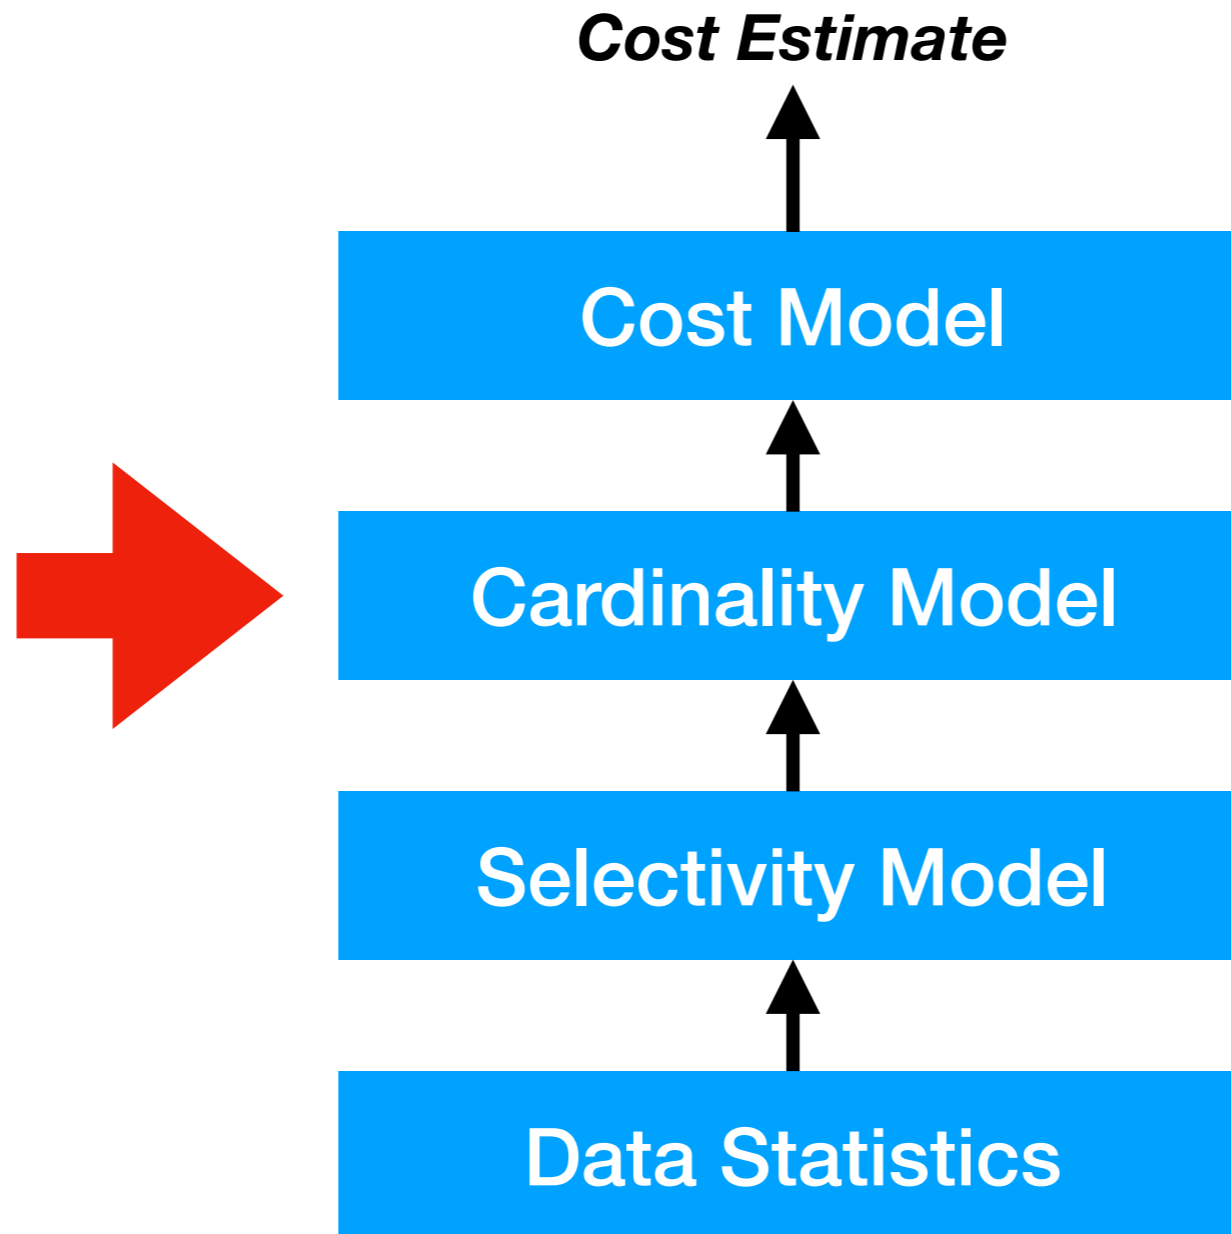 Cost Estimate
Cost Model
Cardinality Model
Selectivity Model
Data Statistics